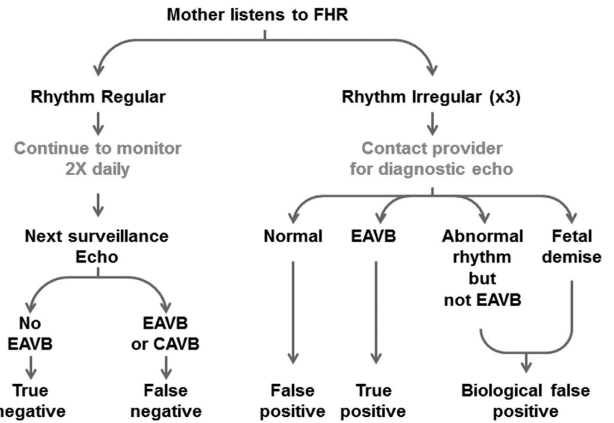 Mother listens to FHR
Rhythm Regular
Rhythm Irregular (x3)
Continue to monitor
2X daily
Contact provider
for diagnostic echo
Next surveillance
Echo
Normal
EAVB
Abnormal
rhythm
but
not EAVB
Fetal
demise
No
EAVB
EAVB
or CAVB
True
negative
False
negative
False
positive
True
positive
Biological false
positive